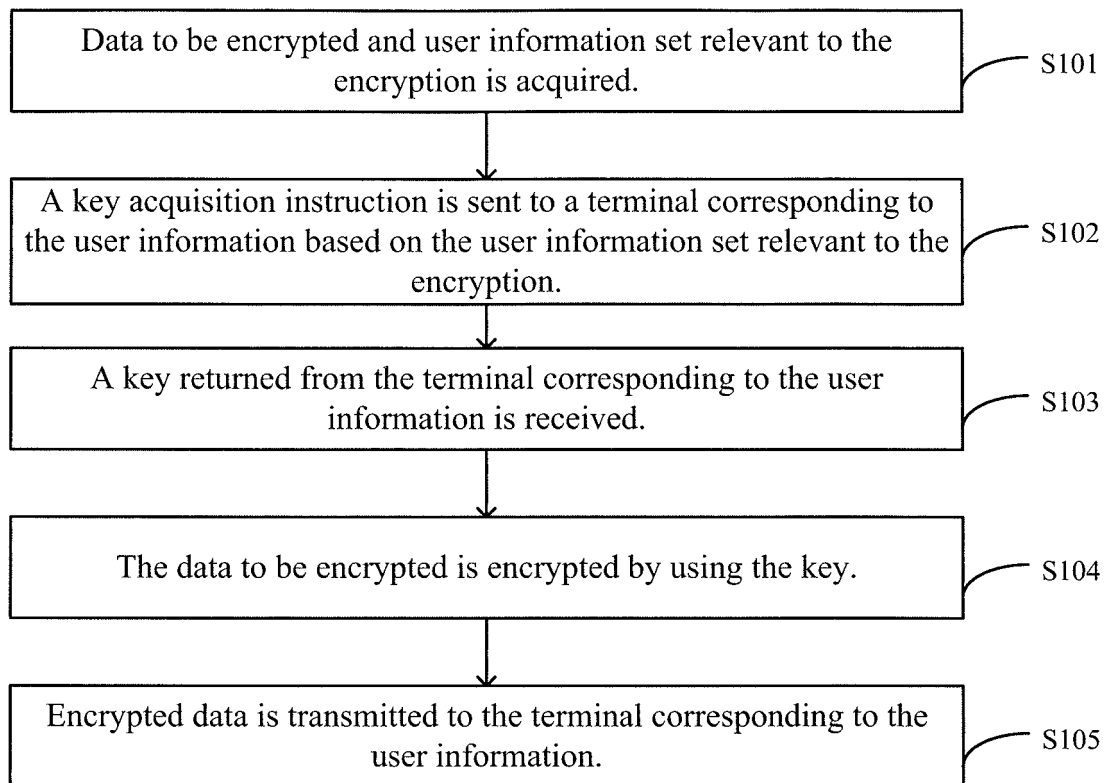 Data to be encrypted and user information set relevant to the
encryption is acquired.
S101
A key acquisition instruction is sent to a terminal corresponding to
the user information based on the user information set relevant to the
encryption.
S102
A key returned from the terminal corresponding to the user
information is received.
S103
The data to be encrypted is encrypted by using the key.
S104
Encrypted data is transmitted to the terminal corresponding to the
user information.
S105